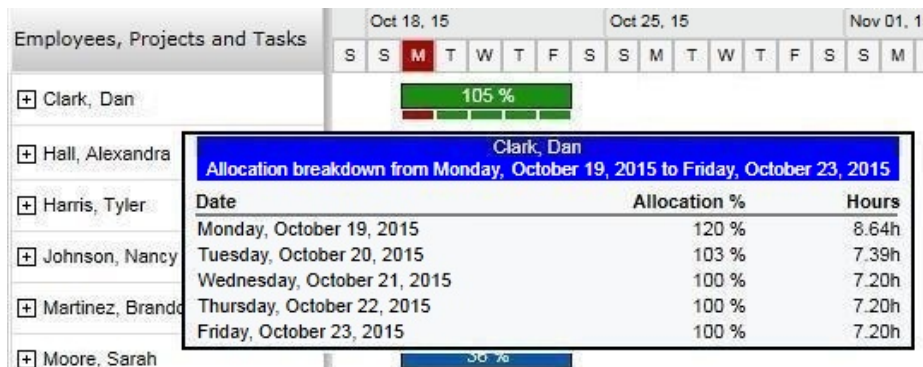 Employees, Projects and Tasks
Oct 18, 15 Oct 25, 15 Nov 01, 1
S S M T W T F S S M T W T F S S M
Clark, Dan
105 %
Hall, Alexandra
Harris, Tyler
Johnson, Nancy
Martinez, Brando
Moore, Sarah
36 %
Clark, Dan
Allocation breakdown from Monday, October 19, 2015 to Friday, October 23, 2015
Date Allocation % Hours
Monday, October 19, 2015 120 % 8.64h
Tuesday, October 20, 2015 103 % 7.39h
Wednesday, October 21, 2015 100 % 7.20h
Thursday, October 22, 2015 100 % 7.20h
Friday, October 23, 2015 100 % 7.20h